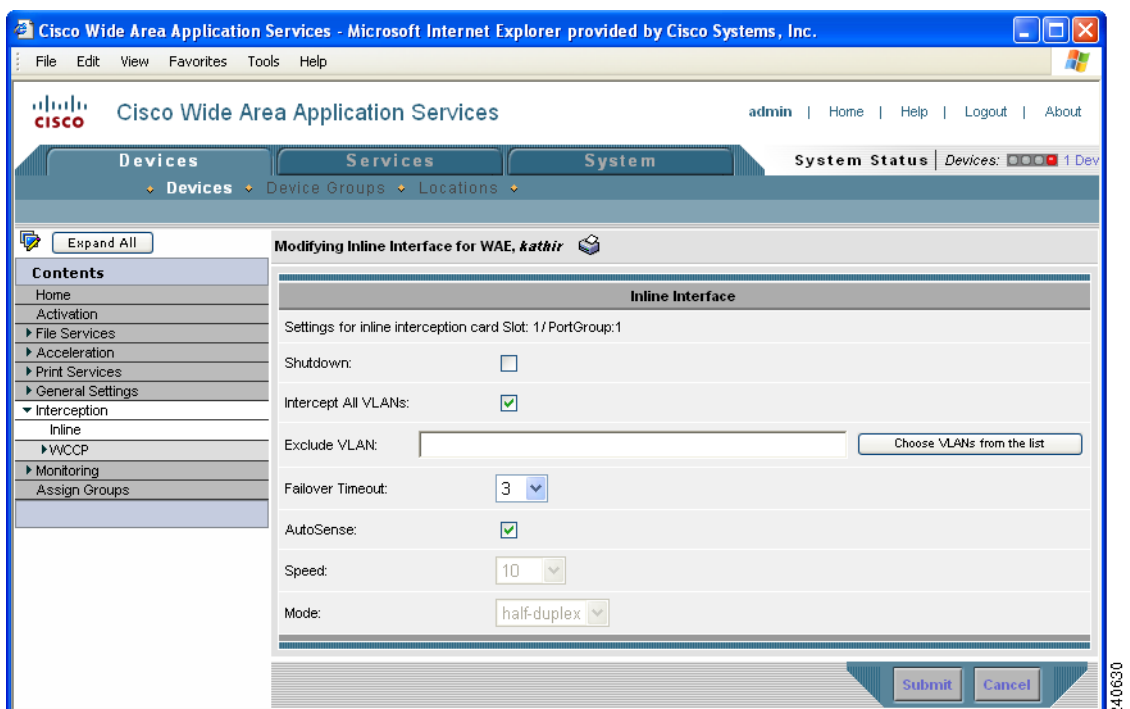 Cisco Wide Area Application Services - Microsoft Internet Explorer provided by Cisco Systems, Inc.
File Edit View Favorites Tools Help
CISCO Cisco Wide Area Application Services admin | Home | Help | Logout | About
Devices Services System System Status | Devices: 1 Dev
Devices Device Groups Locations
Expand All
Modifying Inline Interface for WAE, kathir
Contents
Home
Activation
File Services
Acceleration
Print Services
General Settings
Interception
Inline
WCCP
Monitoring
Assign Groups
Inline Interface
Settings for inline interception card Slot: 1/ PortGroup:1
Shutdown:
Intercept All VLANs:
Exclude VLAN: Choose VLANs from the list
Failover Timeout: 3
AutoSense:
Speed: 10
Mode: half-duplex
Submit Cancel
240630